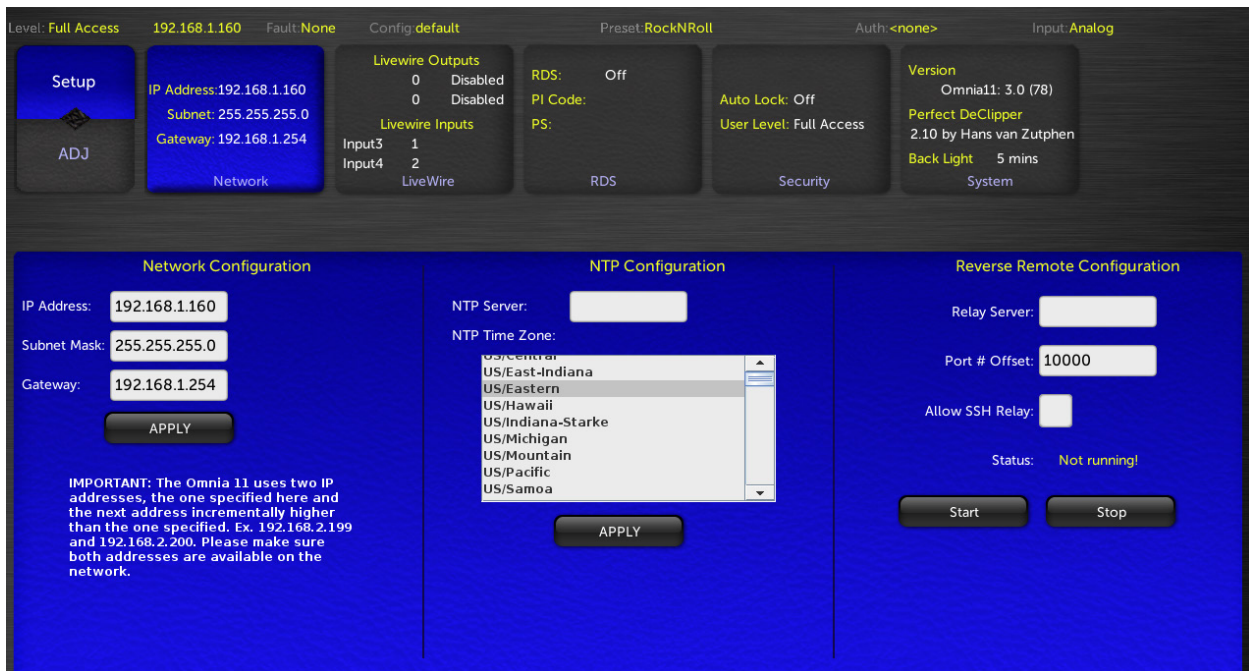 Level: Full Access 192.168.1.160 Fault:None Config:default Preset:RockNRoll Auth:<none> Input:Analog
Setup
ADJ
IP Address:192.168.1.160
Subnet: 255.255.255.0
Gateway: 192.168.1.254
Network
Livewire Outputs
0 Disabled
0 Disabled
Livewire Inputs
Input3 1
Input4 2
LiveWire
RDS: Off
PI Code:
PS:
RDS
Auto Lock: Off
User Level: Full Access
Security
Version
Omnia11: 3.0 (78)
Perfect DeClipper
2.10 by Hans van Zutphen
Back Light 5 mins
System
Network Configuration
IP Address: 192.168.1.160
Subnet Mask: 255.255.255.0
Gateway: 192.168.1.254
APPLY
IMPORTANT: The Omnia 11 uses two IP
addresses, the one specified here and
the next address incrementally higher
than the one specified. Ex. 192.168.2.199
and 192.168.2.200. Please make sure
both addresses are available on the
network.
NTP Configuration
NTP Server:
NTP Time Zone:
US/Central
US/East-Indiana
US/Eastern
US/Hawaii
US/Indiana-Starke
US/Michigan
US/Mountain
US/Pacific
US/Samoa
APPLY
Reverse Remote Configuration
Relay Server:
Port # Offset: 10000
Allow SSH Relay:
Status: Not running!
Start Stop